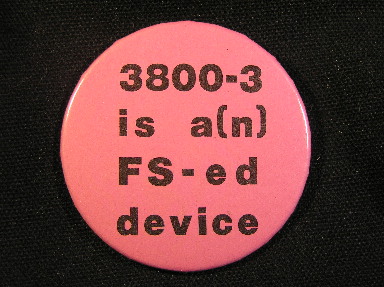 3800-3
is a(n)
FS-ed
device